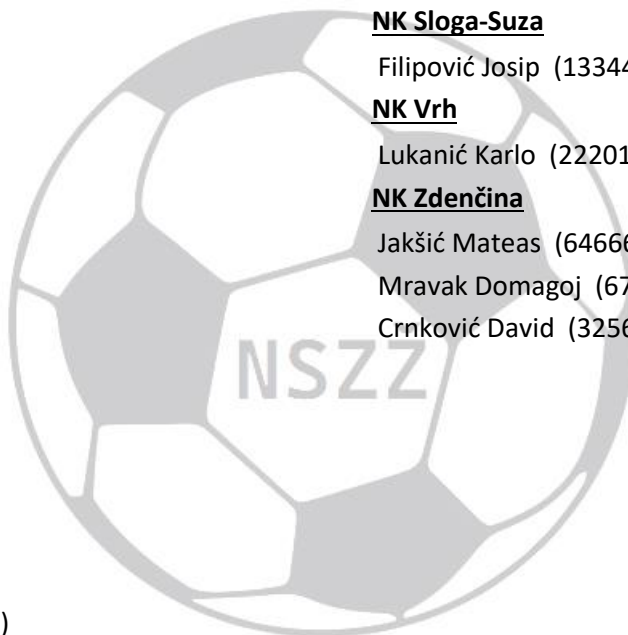 NK Sloga-Suza
Filipović Josip (13344
NK Vrh
Lukanić Karlo (22201
NK Zdenčina
Jakšić Mateas (64666
Mravak Domagoj (67
Crnković David (3256
NSZZ
)